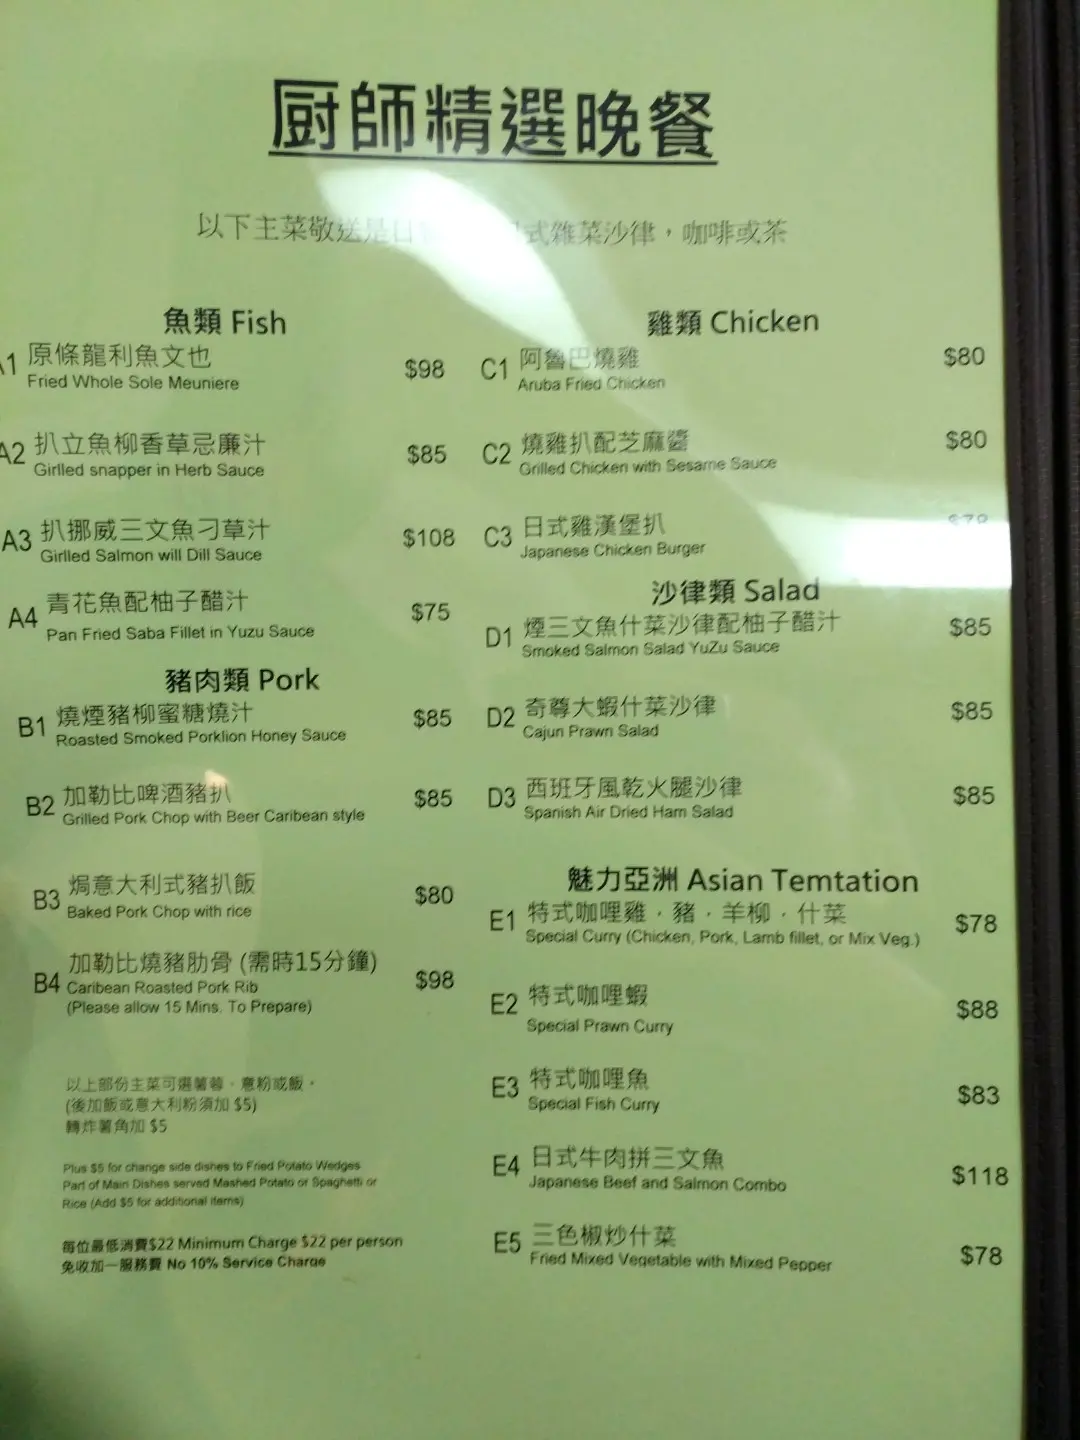 厨師精選晚餐
以下主菜敬送是日 式雜菜沙律，咖啡或茶
魚類 Fish
A1 原條龍利魚文也 $98
Fried Whole Sole Meuniere
A2 扒立魚柳香草忌廉汁 $85
Girlled snapper in Herb Sauce
A3 扒挪威三文魚刁草汁 $108
Girlled Salmon will Dill Sauce
A4 青花魚配柚子醋汁 $75
Pan Fried Saba Fillet in Yuzu Sauce
豬肉類 Pork
B1 燒煙豬柳蜜糖燒汁 $85
Roasted Smoked Porklion Honey Sauce
B2 加勒比啤酒豬扒 $85
Grilled Pork Chop with Beer Caribean style
B3 焗意大利式豬扒飯 $80
Baked Pork Chop with rice
B4 加勒比燒豬肋骨 (需時15分鐘) $98
Caribean Roasted Pork Rib
(Please allow 15 Mins. To Prepare)
以上部份主菜可選薯蓉﹑意粉或飯。
(後加飯或意大利粉須加 $5)
轉炸薯角加 $5
Plus $5 for change side dishes to Fried Potato Wedges
Part of Main Dishes served Mashed Potato or Spaghetti or
Rice (Add $5 for additional items)
每位最低消費$22 Minimum Charge $22 per person
免收加一服務費 No 10% Service Charge
雞類 Chicken
C1 阿魯巴燒雞 $80
Aruba Fried Chicken
C2 燒雞扒配芝麻醬 $80
Grilled Chicken with Sesame Sauce
C3 日式雞漢堡扒 $78
Japanese Chicken Burger
沙律類 Salad
D1 煙三文魚什菜沙律配柚子醋汁 $85
Smoked Salmon Salad YuZu Sauce
D2 奇尊大蝦什菜沙律 $85
Cajun Prawn Salad
D3 西班牙風乾火腿沙律 $85
Spanish Air Dried Ham Salad
魅力亞洲 Asian Temtation
E1 特式咖哩雞．豬．羊柳．什菜 $78
Special Curry (Chicken, Pork, Lamb fillet, or Mix Veg.)
E2 特式咖哩蝦 $88
Special Prawn Curry
E3 特式咖哩魚 $83
Special Fish Curry
E4 日式牛肉拼三文魚 $118
Japanese Beef and Salmon Combo
E5 三色椒炒什菜 $78
Fried Mixed Vegetable with Mixed Pepper